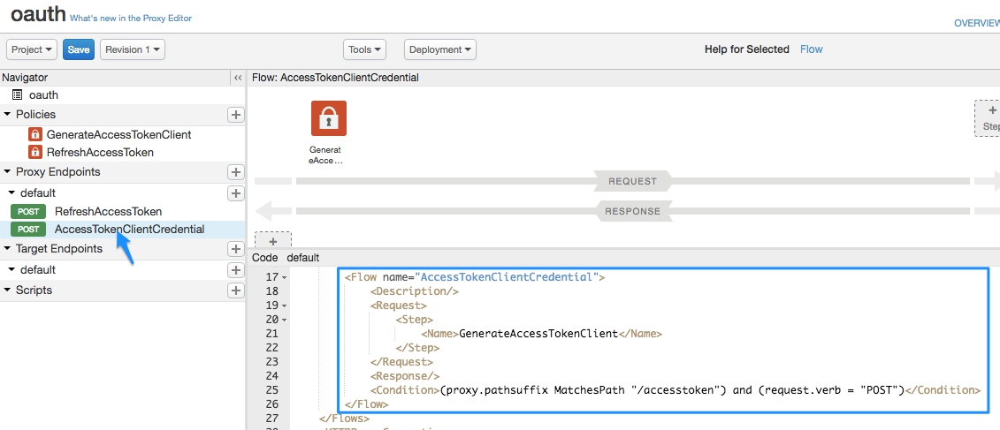 oauth What's new in the Proxy Editor
OVERVIEW
Project Save Revision 1 Tools Deployment Help for Selected Flow
Navigator
oauth
Policies
GenerateAccessTokenClient
RefreshAccessToken
Proxy Endpoints
default
POST RefreshAccessToken
POST AccessTokenClientCredential
Target Endpoints
default
Scripts
Flow: AccessTokenClientCredential
Generat
eAcce...
+
Step
REQUEST
RESPONSE
+
Code default
17 <Flow name="AccessTokenClientCredential">
18 <Description/>
19 <Request>
20 <Step>
21 <Name>GenerateAccessTokenClient</Name>
22 </Step>
23 </Request>
24 <Response/>
25 <Condition>(proxy.pathsuffix MatchesPath "/accesstoken") and (request.verb = "POST")</Condition>
26 </Flow>
27 </Flows>